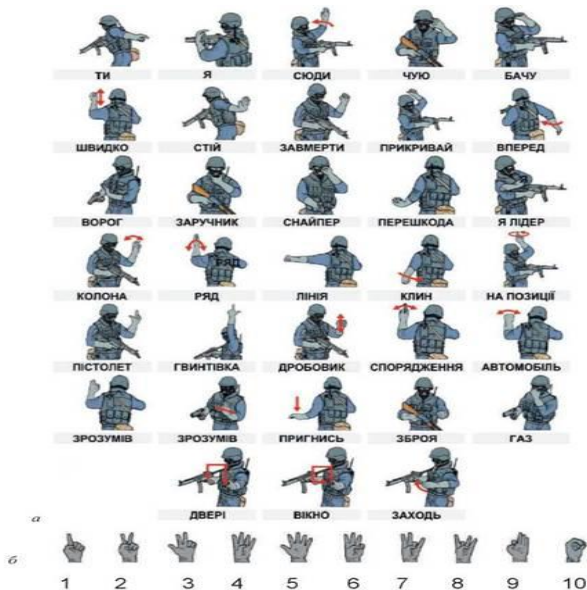 ТИ Я СЮДИ ЧУЮ БАЧУ
ШВИДКО СТІЙ ЗАВМЕРТИ ПРИКРИВАЙ ВПЕРЕД
ВОРОГ ЗАРУЧНИК СНАЙПЕР ПЕРЕШКОДА Я ЛІДЕР
РЯД
КОЛОНА РЯД ЛІНІЯ КЛИН НА ПОЗИЦІЇ
ПІСТОЛЕТ ГВИНТІВКА ДРОБОВИК СПОРЯДЖЕННЯ АВТОМОБІЛЬ
ЗРОЗУМІВ ЗРОЗУМІВ ПРИГНИСЬ ЗБРОЯ ГАЗ
ДВЕРІ ВІКНО ЗАХОДЬ
а
б
1 2 3 4 5 6 7 8 9 10